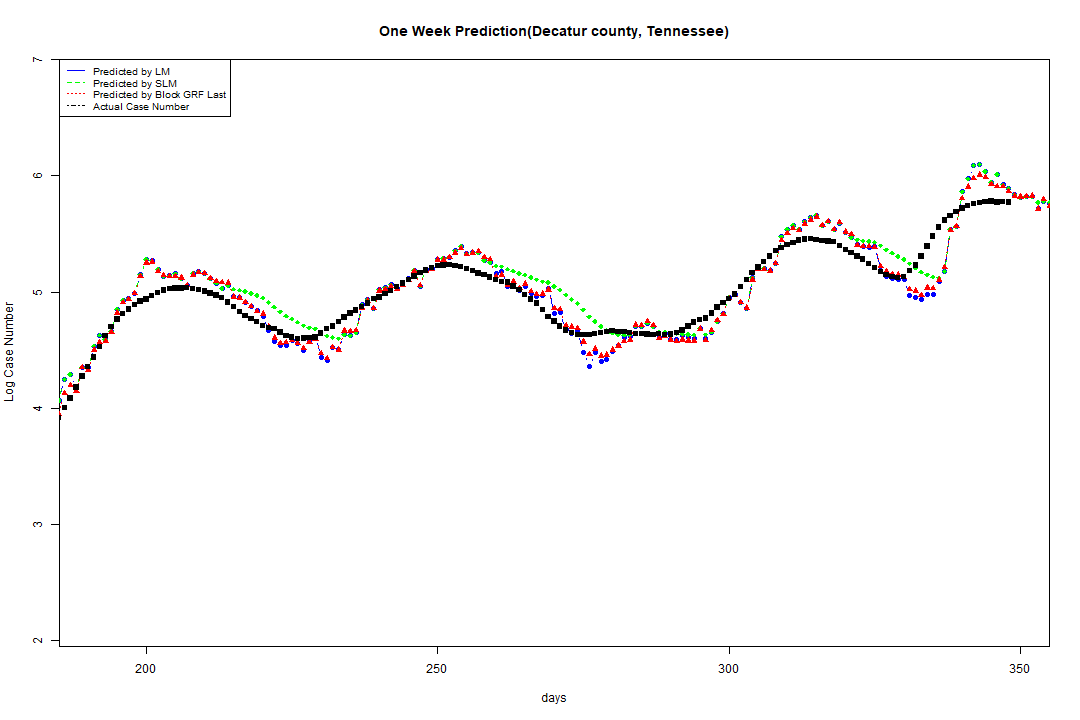 One Week Prediction(Decatur county, Tennessee)
Predicted by LM
Predicted by SLM
Predicted by Block GRF Last
Actual Case Number
7
6
5
4
3
2
Log Case Number
200 250 300 350
days